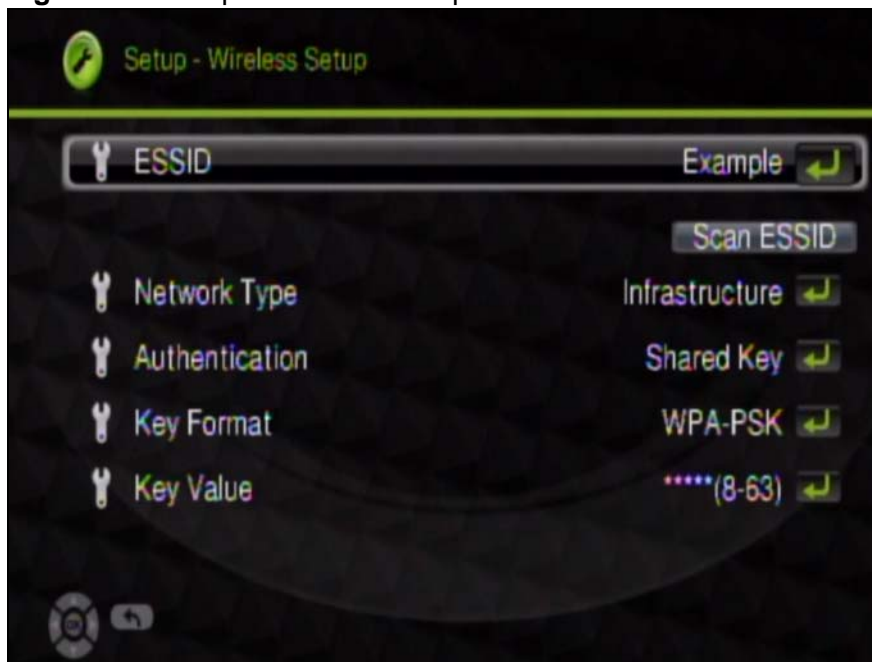 Setup - Wireless Setup
ESSID Example
Scan ESSID
Network Type Infrastructure
Authentication Shared Key
Key Format WPA-PSK
Key Value *****(8-63)